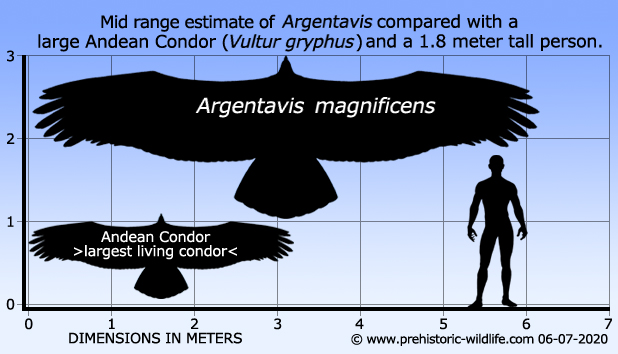 Mid range estimate of Argentavis compared with a
large Andean Condor (Vultur gryphus) and a 1.8 meter tall person.
3
Argentavis magnificens
2
1
Andean Condor
>largest living condor<
0
0 1 2 3 4 5 6 7
DIMENSIONS IN METERS
© www.prehistoric-wildlife.com 06-07-2020